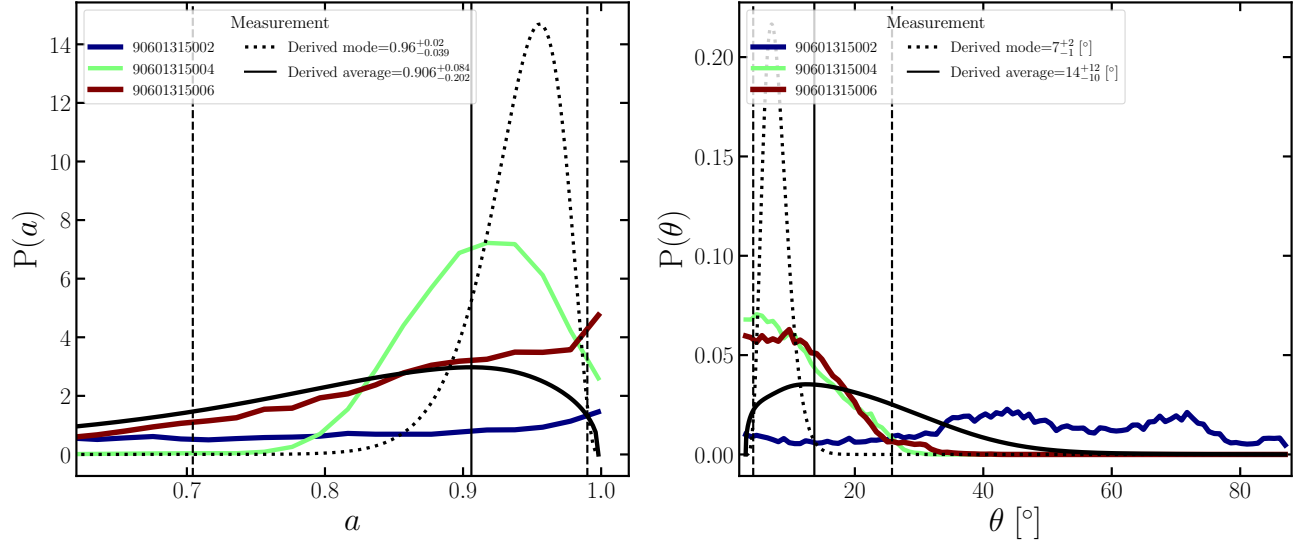 Measurement
90601315002
90601315004
90601315006
Derived mode=0.96^{+0.02}_{-0.039}
Derived average=0.906^{+0.084}_{-0.202}
P(a)
14
12
10
8
6
4
2
0
0.7
0.8
0.9
1.0
a
Measurement
90601315002
90601315004
90601315006
Derived mode=7^{+2}_{-1} [°]
Derived average=14^{+12}_{-10} [°]
P(θ)
0.20
0.15
0.10
0.05
0.00
20
40
60
80
θ [°]